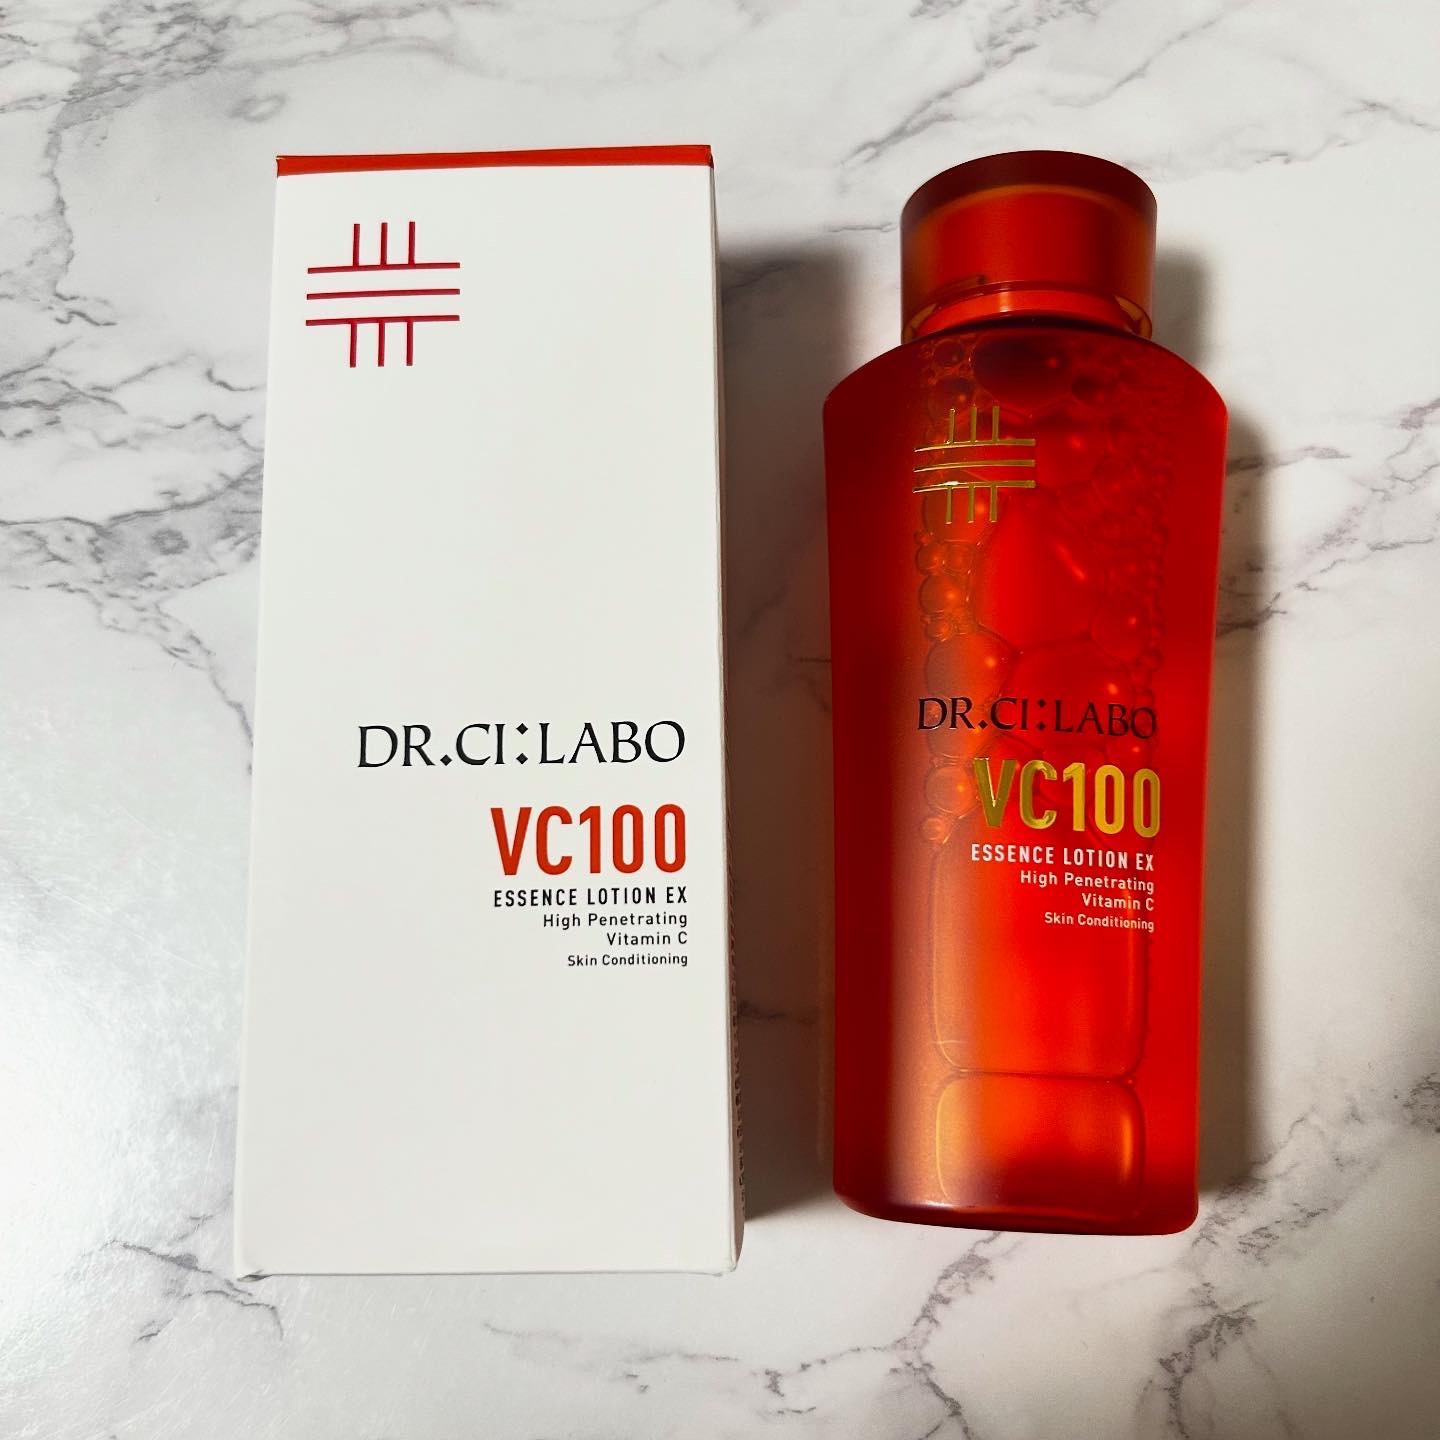 DR.CI:LABO
VC100
ESSENCE LOTION EX
High Penetrating
Vitamin C
Skin Conditioning
DR.CI:LABO
VC100
ESSENCE LOTION EX
High Penetrating
Vitamin C
Skin Conditioning